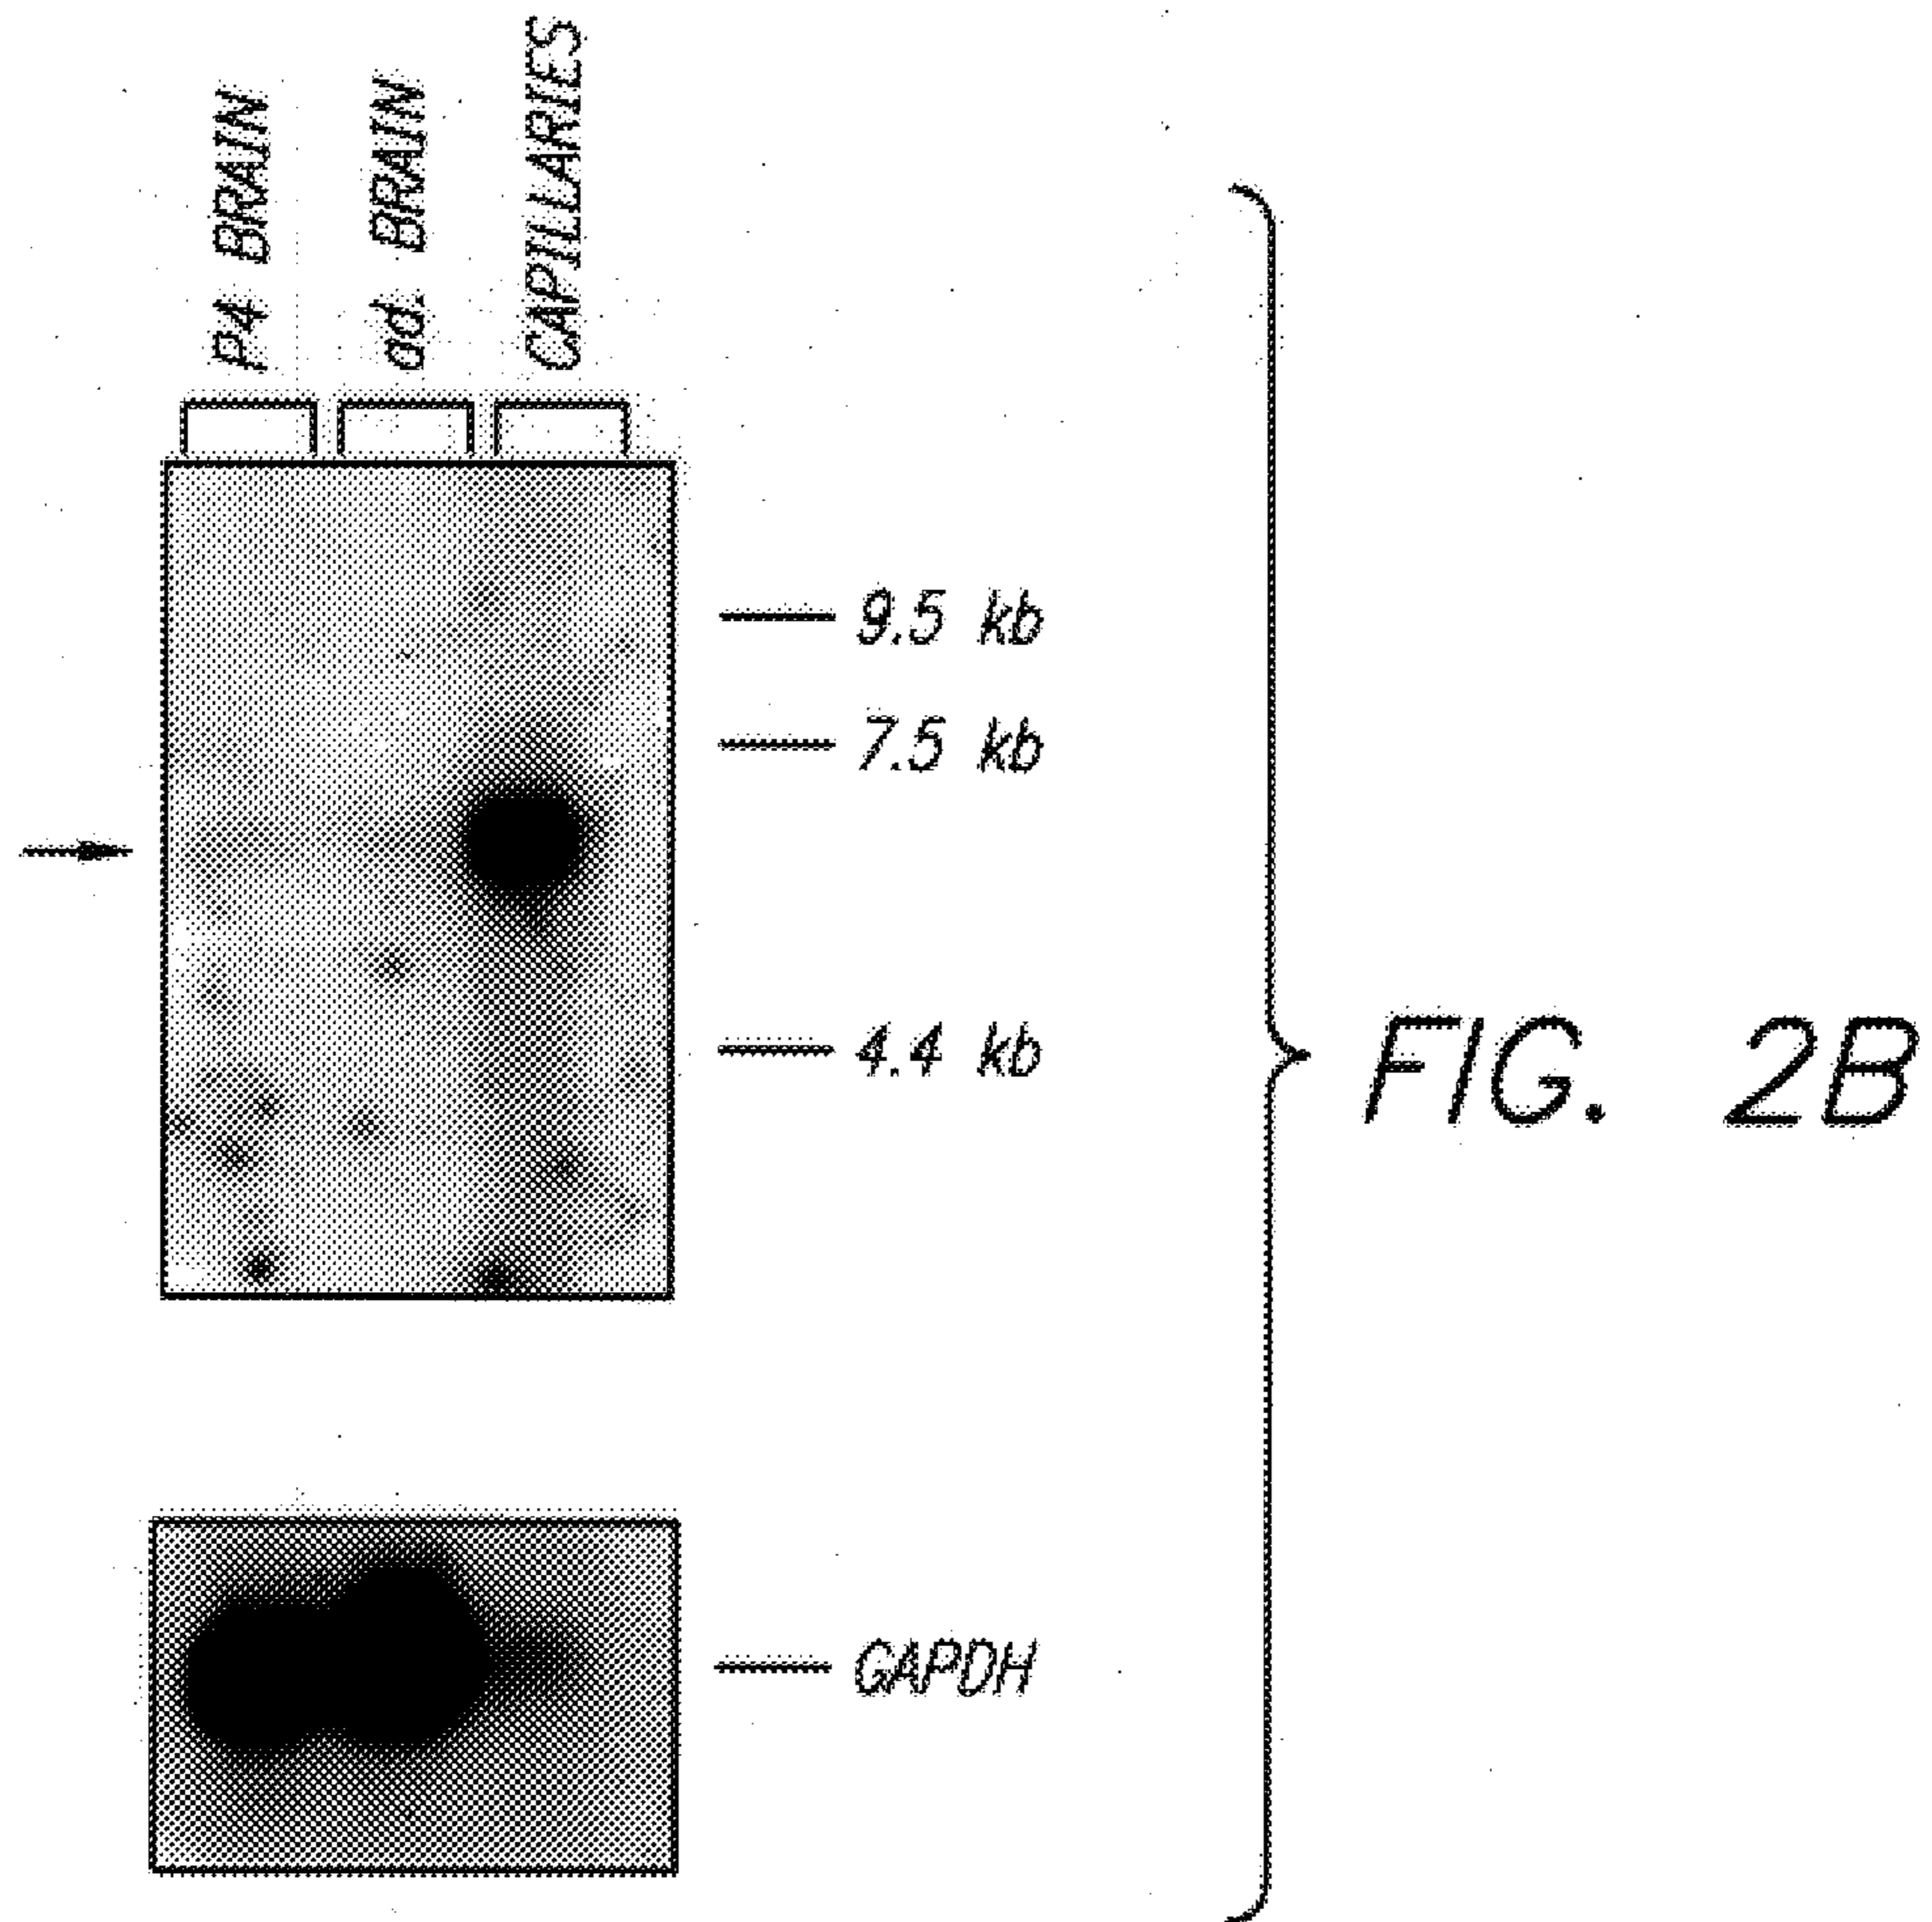 P4 BRAIN
ad. BRAIN
CAPILLARIES
9.5 kb
7.5 kb
4.4 kb
FIG. 2B
GAPDH